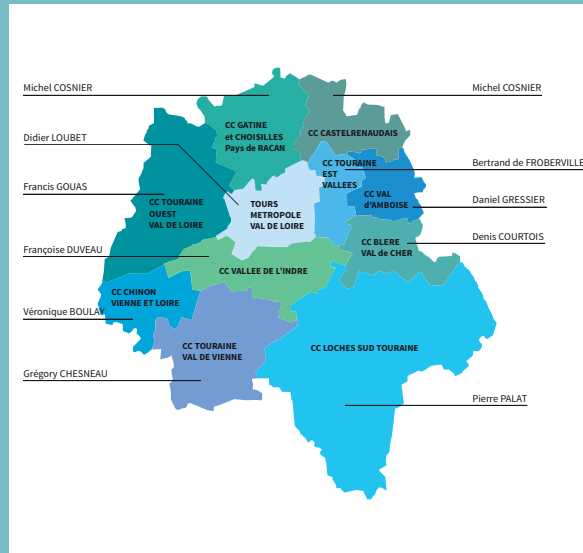 Michel COSNIER
Michel COSNIER
CC GATINE
et CHOISILLES
Pays de RACAN
CC CASTELRENAUDAIS
Didier LOUBET
CC TOURAINE
EST
VALLEES
Bertrand de FROBERVILLE
Francis GOUAS
CC VAL
d'AMBOISE
Daniel GRESSIER
CC TOURAINE
OUEST
VAL DE LOIRE
TOURS
METROPOLE
VAL DE LOIRE
Denis COURTOIS
CC BLERE
VAL de CHER
Françoise DUVEAU
CC VALLEE DE L'INDRE
CC CHINON
VIENNE ET LOIRE
Véronique BOULAY
CC TOURAINE
VAL DE VIENNE
CC LOCHES SUD TOURAINE
Grégory CHESNEAU
Pierre PALAT